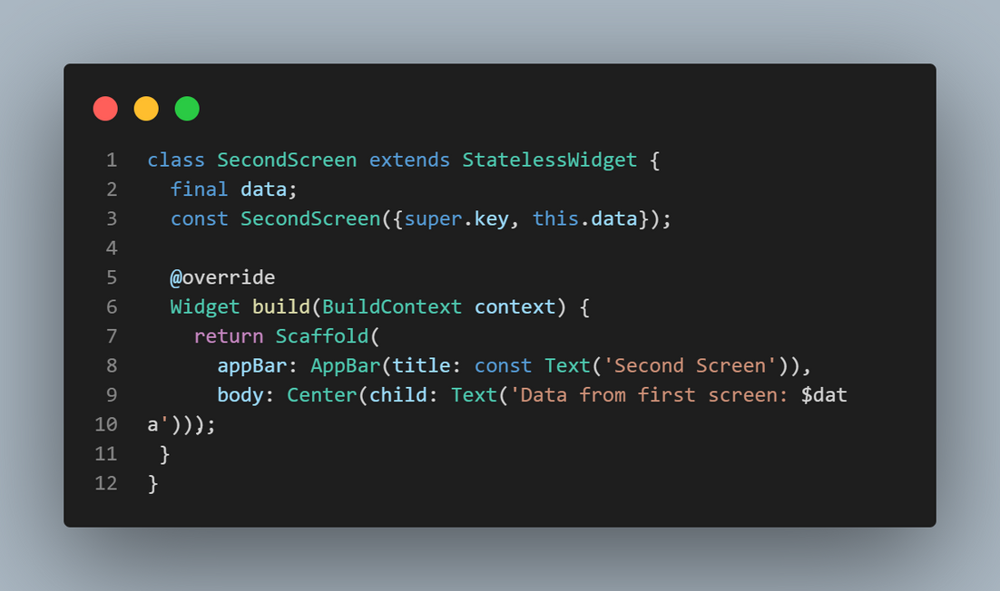 1 class SecondScreen extends StatelessWidget {
2   final data;
3   const SecondScreen({super.key, this.data});
4
5   @override
6   Widget build(BuildContext context) {
7     return Scaffold(
8       appBar: AppBar(title: const Text('Second Screen')),
9       body: Center(child: Text('Data from first screen: $dat
10 a')));
11  }
12 }